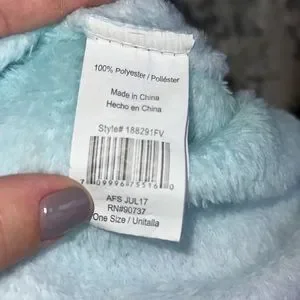 100% Polyester / Poliéster
Made in China
Hecho en China
Style# 188291FV
AFS JUL17
RN#90737
One Size / Unitalla